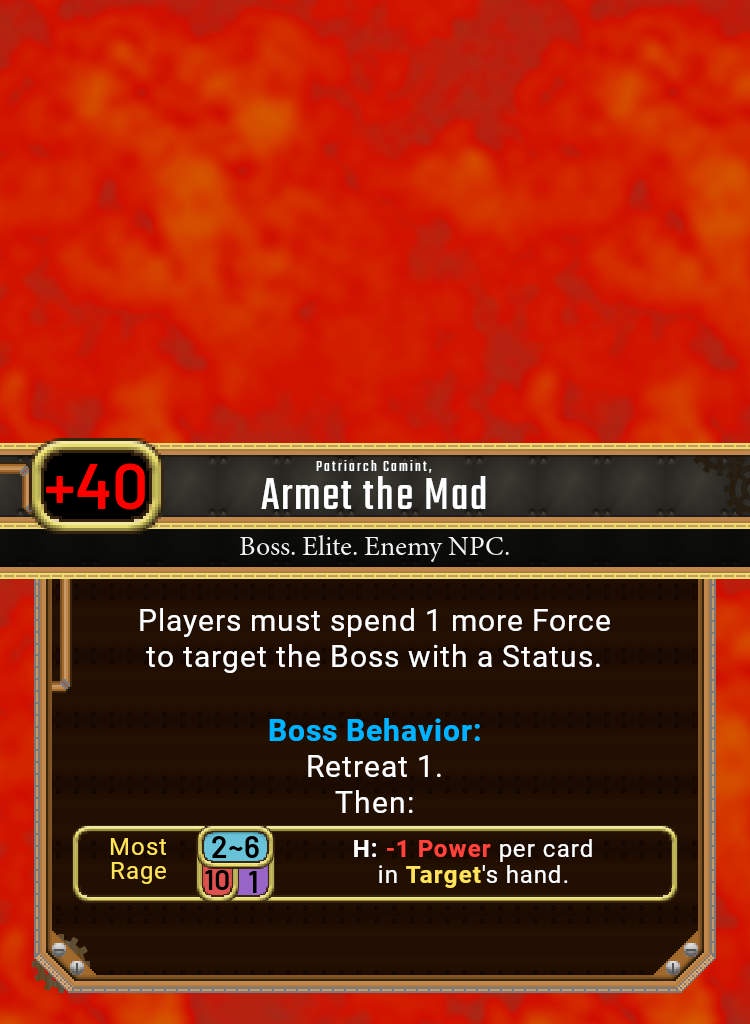 Patriarch Camint,
+40
Armet the Mad
Boss. Elite. Enemy NPC.
Players must spend 1 more Force
to target the Boss with a Status.
Boss Behavior:
Retreat 1.
Then:
Most
Rage
2~6
10 1
H: -1 Power per card
in Target's hand.